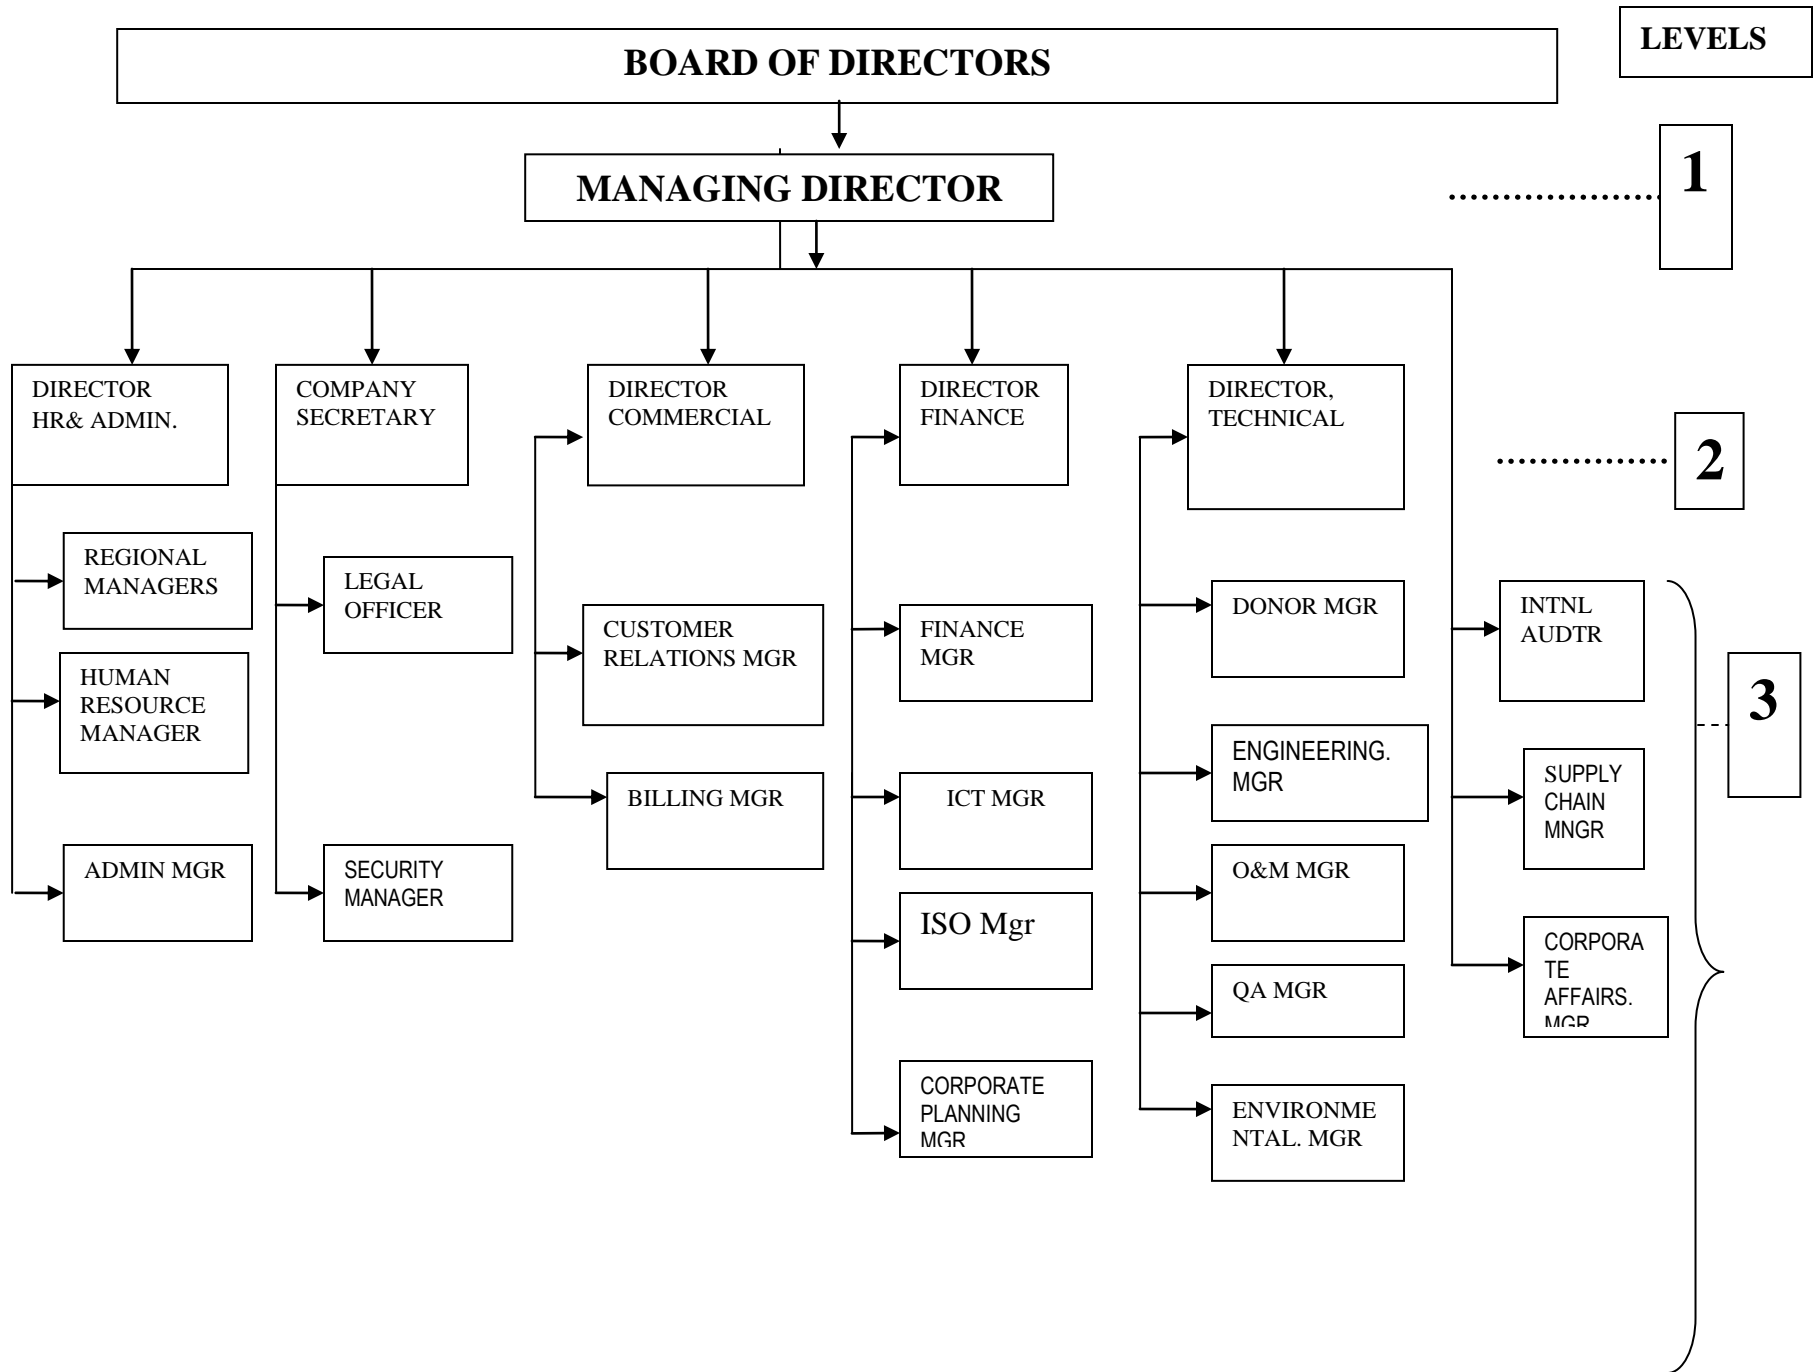 LEVELS
BOARD OF DIRECTORS
1
MANAGING DIRECTOR
DIRECTOR
HR& ADMIN.
COMPANY
SECRETARY
DIRECTOR
COMMERCIAL
DIRECTOR
FINANCE
DIRECTOR,
TECHNICAL
2
REGIONAL
MANAGERS
HUMAN
RESOURCE
MANAGER
ADMIN MGR
LEGAL
OFFICER
SECURITY
MANAGER
CUSTOMER
RELATIONS MGR
BILLING MGR
FINANCE
MGR
ICT MGR
ISO Mgr
CORPORATE
PLANNING
MGR
DONOR MGR
ENGINEERING.
MGR
O&M MGR
QA MGR
ENVIRONME
NTAL. MGR
INTNL
AUDTR
SUPPLY
CHAIN
MNGR
CORPORA
TE
AFFAIRS.
MGR
3